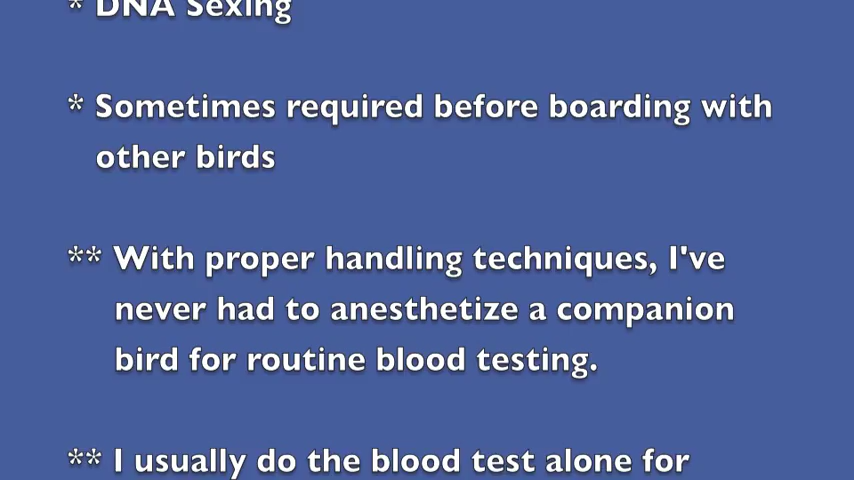 * DNA Sexing
* Sometimes required before boarding with
other birds
** With proper handling techniques, I've
never had to anesthetize a companion
bird for routine blood testing.
** I usually do the blood test alone for